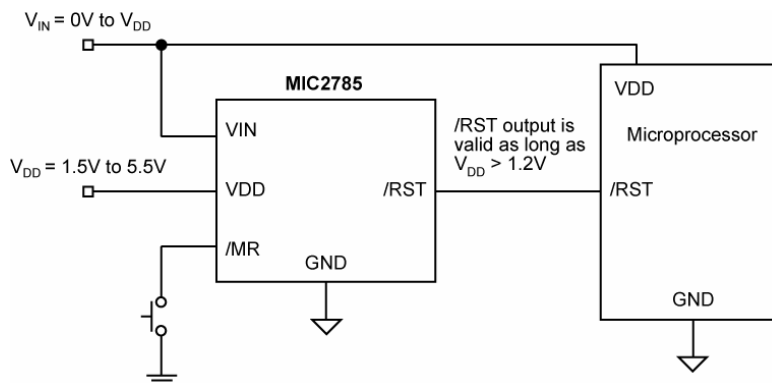 V_IN = 0V to V_DD
MIC2785
VIN
VDD
/MR
/RST
GND
V_DD = 1.5V to 5.5V
/RST output is
valid as long as
V_DD > 1.2V
VDD
Microprocessor
/RST
GND